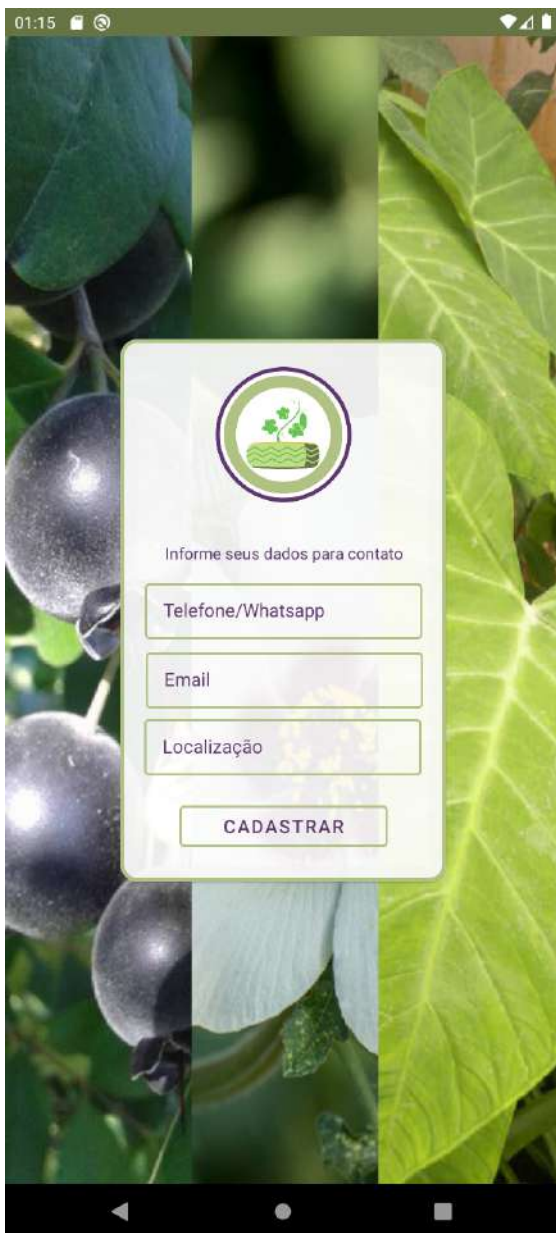 01:15
Informe seus dados para contato
Telefone/Whatsapp
Email
Localização
CADASTRAR